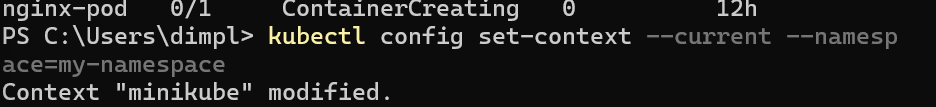 nginx-pod   0/1     ContainerCreating   0          12h
PS C:\Users\dimpl> kubectl config set-context --current --namesp
ace=my-namespace
Context "minikube" modified.